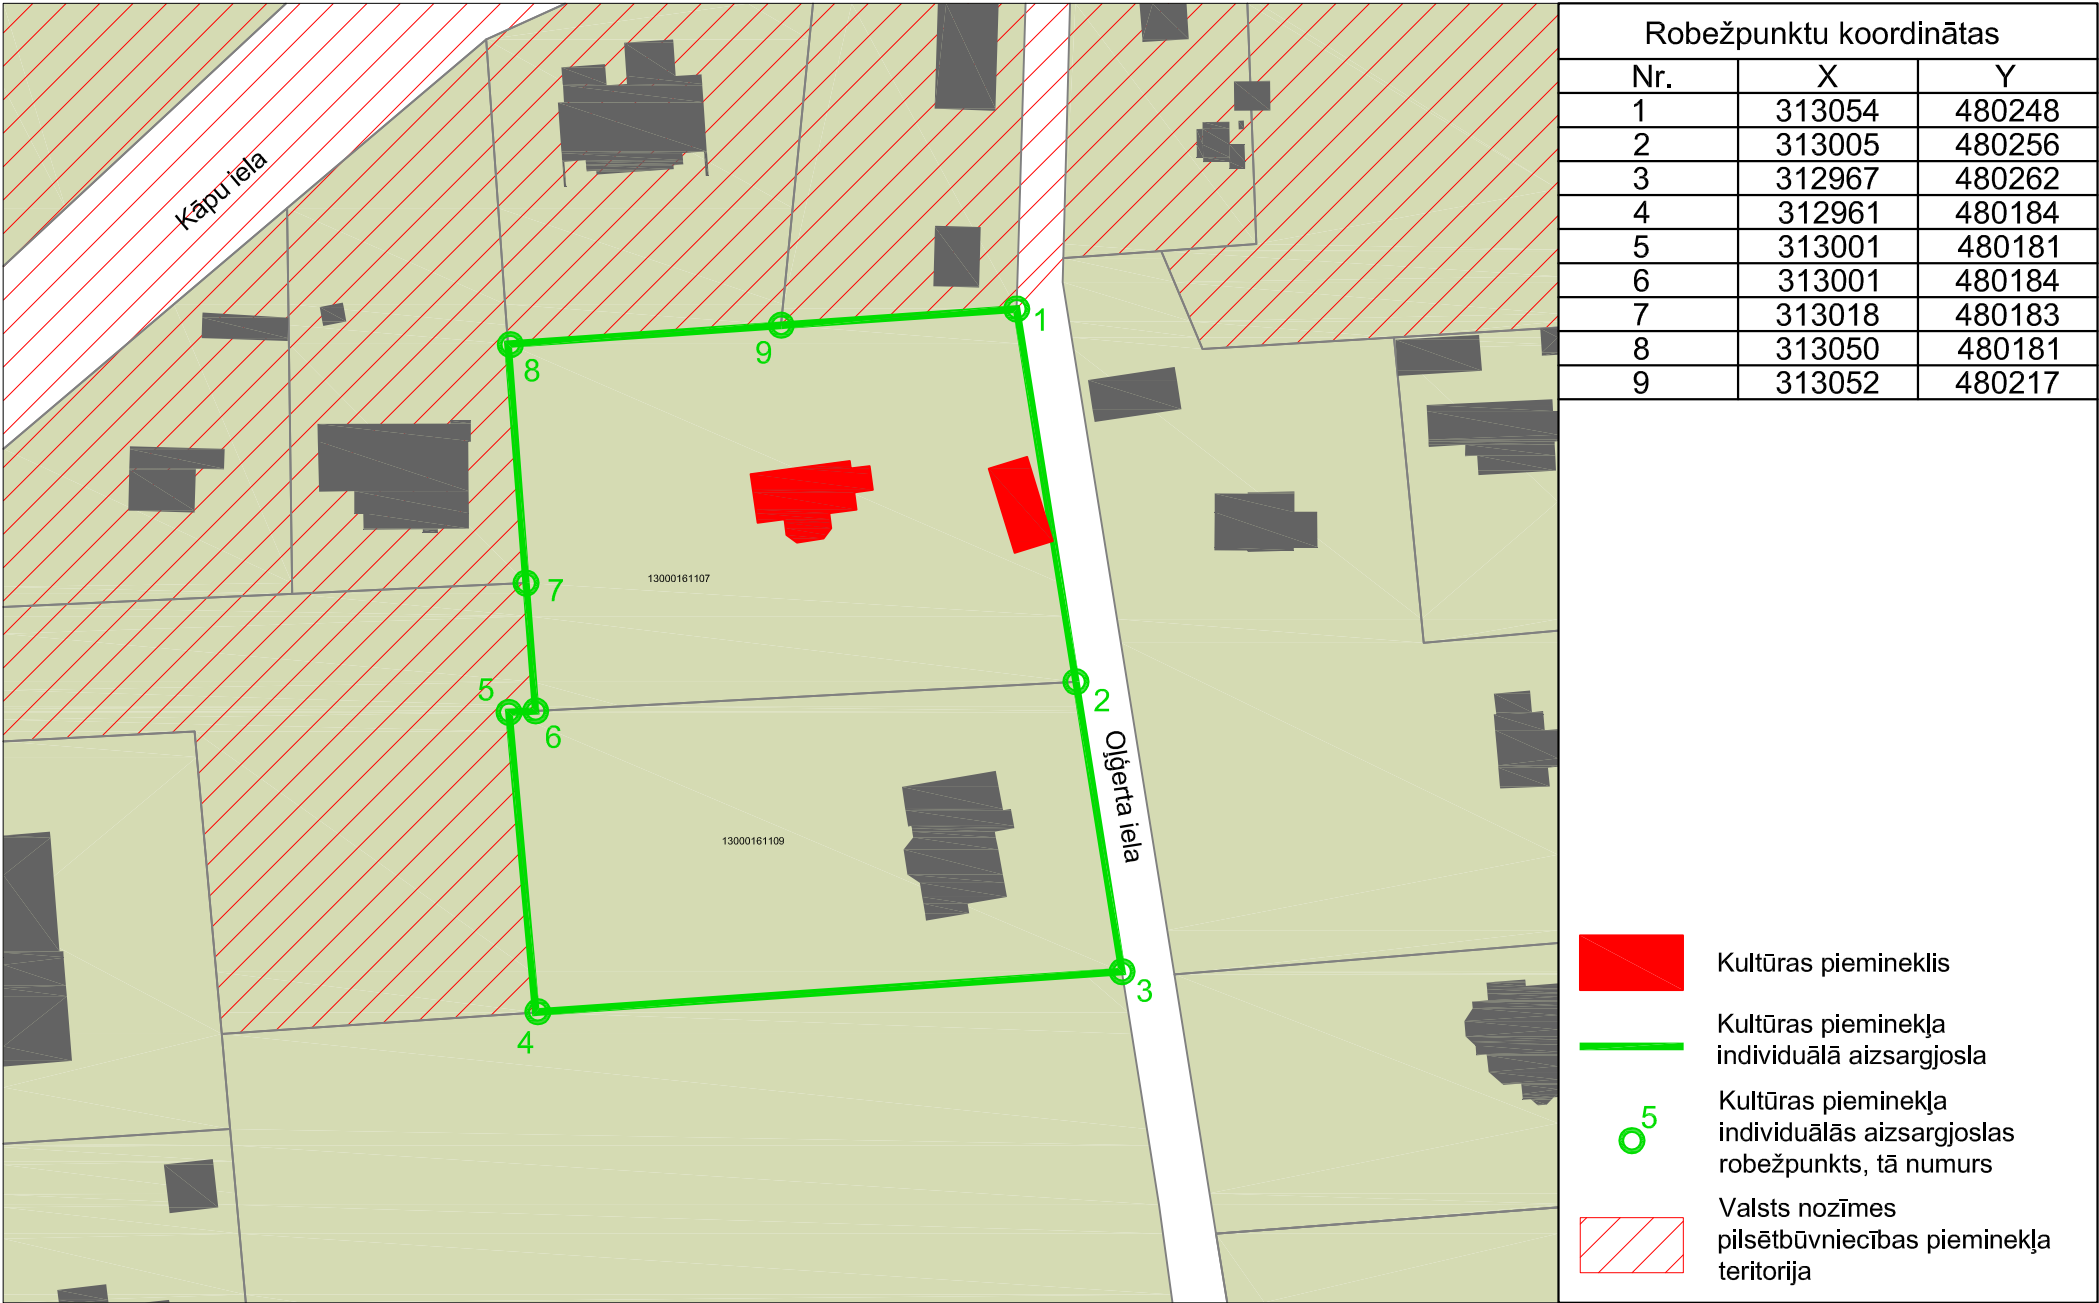 Kāpu iela
1
9
8
7
13000161107
5
6
2
Oļģerta iela
13000161109
3
4
Robežpunktu koordinātas
Nr. X Y
1 313054 480248
2 313005 480256
3 312967 480262
4 312961 480184
5 313001 480181
6 313001 480184
7 313018 480183
8 313050 480181
9 313052 480217
Kultūras piemineklis
Kultūras pieminekļa
individuālā aizsargjosla
5
Kultūras pieminekļa
individuālās aizsargjoslas
robežpunkts, tā numurs
Valsts nozīmes
pilsētbūvniecības pieminekļa
teritorija